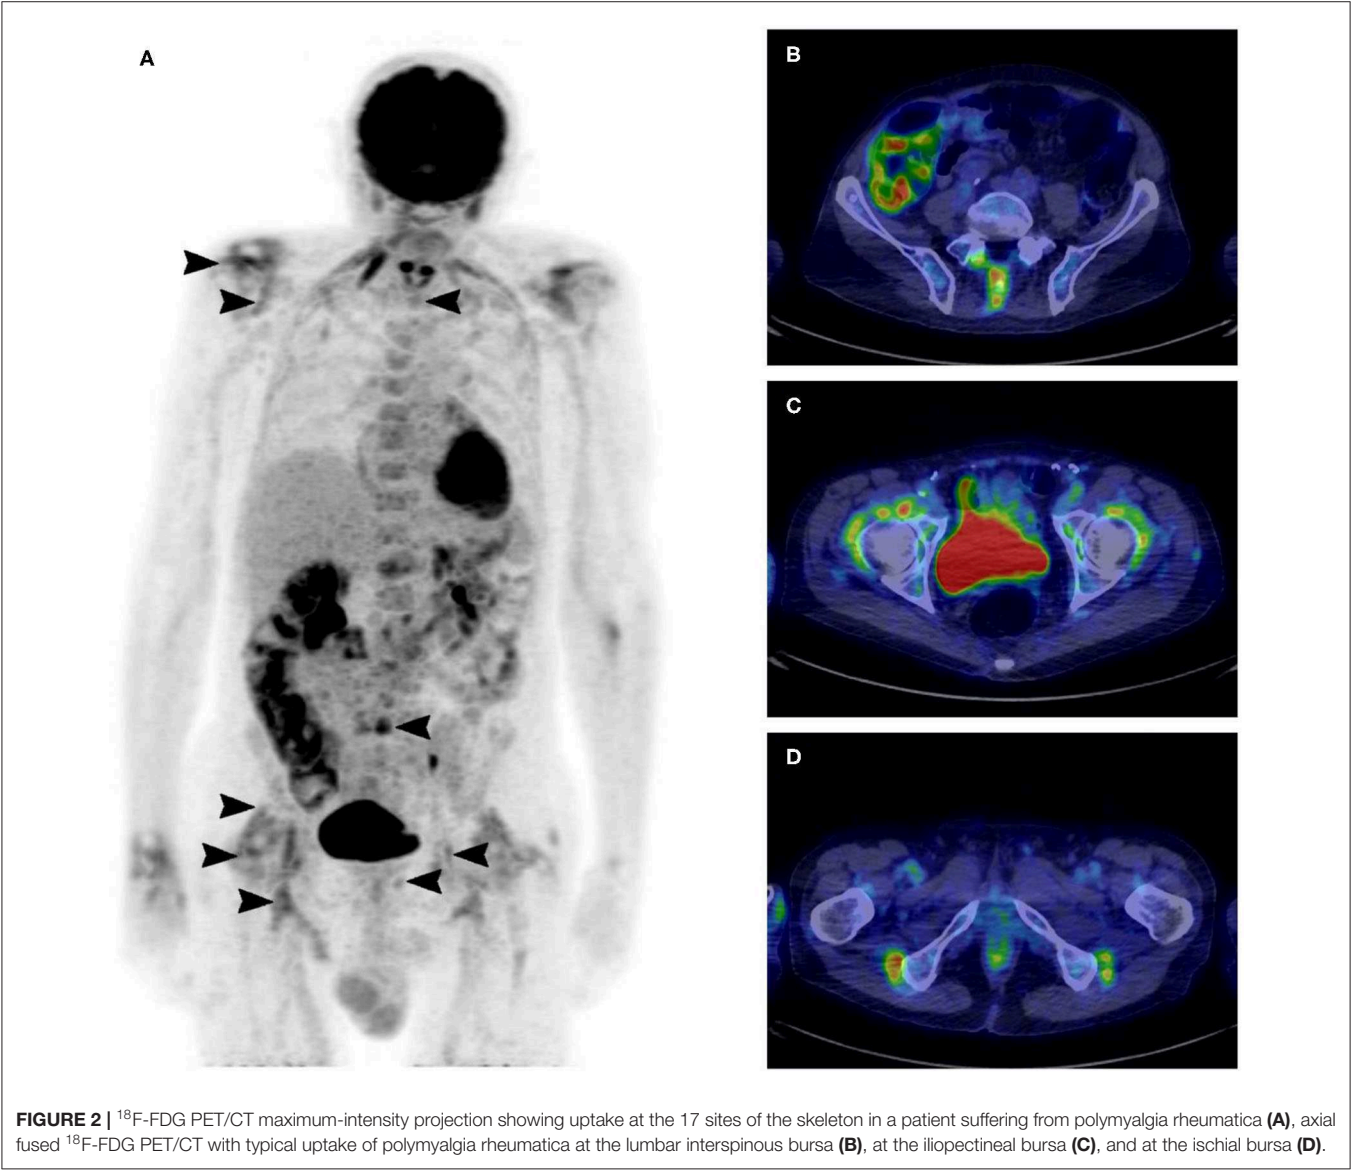 A
B
C
D
FIGURE 2 | 18F-FDG PET/CT maximum-intensity projection showing uptake at the 17 sites of the skeleton in a patient suffering from polymyalgia rheumatica (A), axial
fused 18F-FDG PET/CT with typical uptake of polymyalgia rheumatica at the lumbar interspinous bursa (B), at the iliopectineal bursa (C), and at the ischial bursa (D).